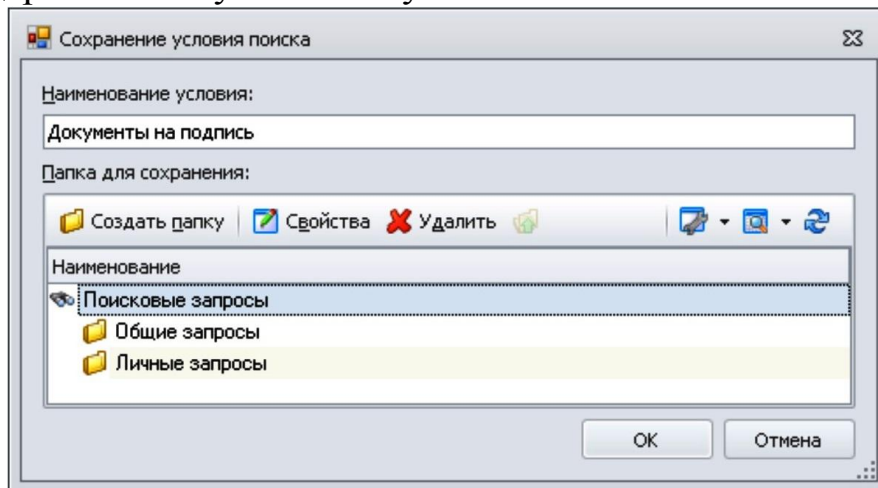 Сохранение условия поиска
Наименование условия:
Документы на подпись
Папка для сохранения:
Создать папку Свойства Удалить
Наименование
Поисковые запросы
Общие запросы
Личные запросы
ОК Отмена